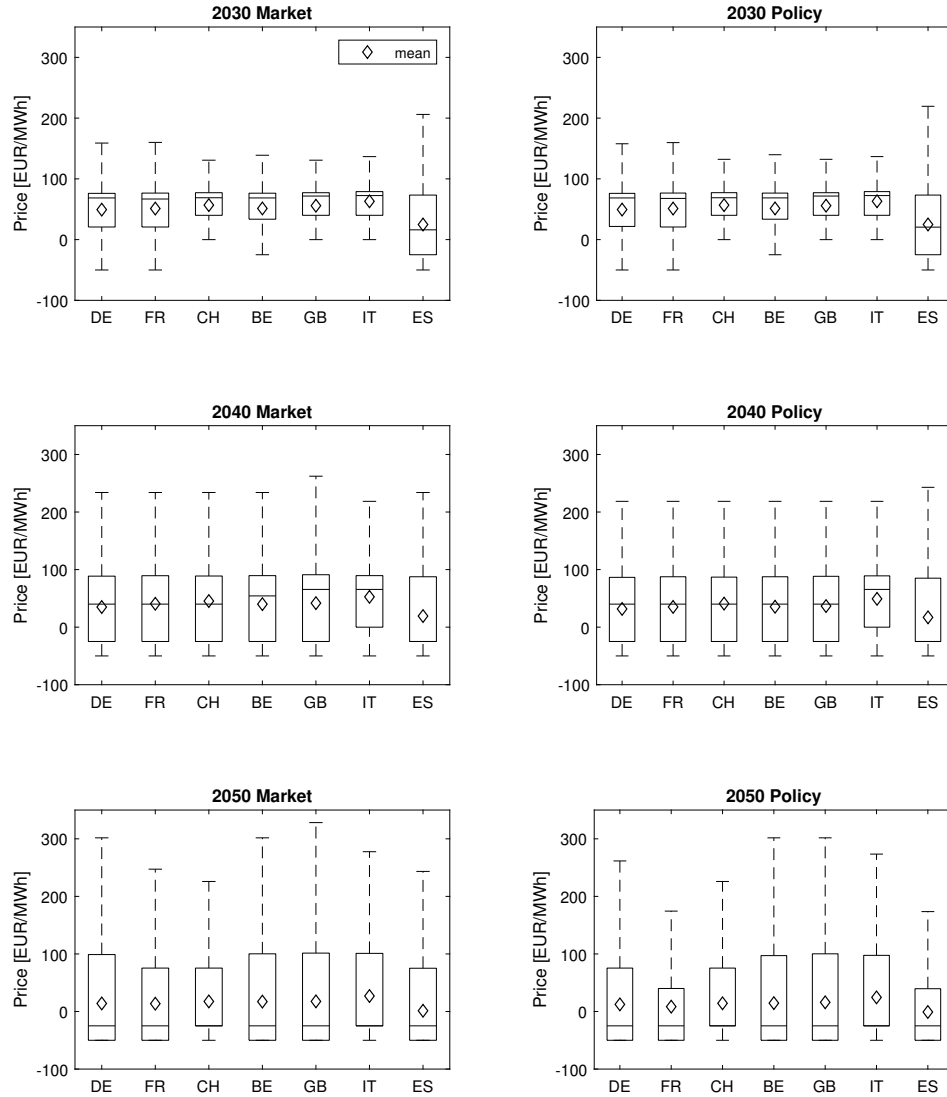 2030 Market
mean
Price [EUR/MWh]
300
200
100
0
-100
DE FR CH BE GB IT ES
2030 Policy
Price [EUR/MWh]
300
200
100
0
-100
DE FR CH BE GB IT ES
2040 Market
Price [EUR/MWh]
300
200
100
0
-100
DE FR CH BE GB IT ES
2040 Policy
Price [EUR/MWh]
300
200
100
0
-100
DE FR CH BE GB IT ES
2050 Market
Price [EUR/MWh]
300
200
100
0
-100
DE FR CH BE GB IT ES
2050 Policy
Price [EUR/MWh]
300
200
100
0
-100
DE FR CH BE GB IT ES